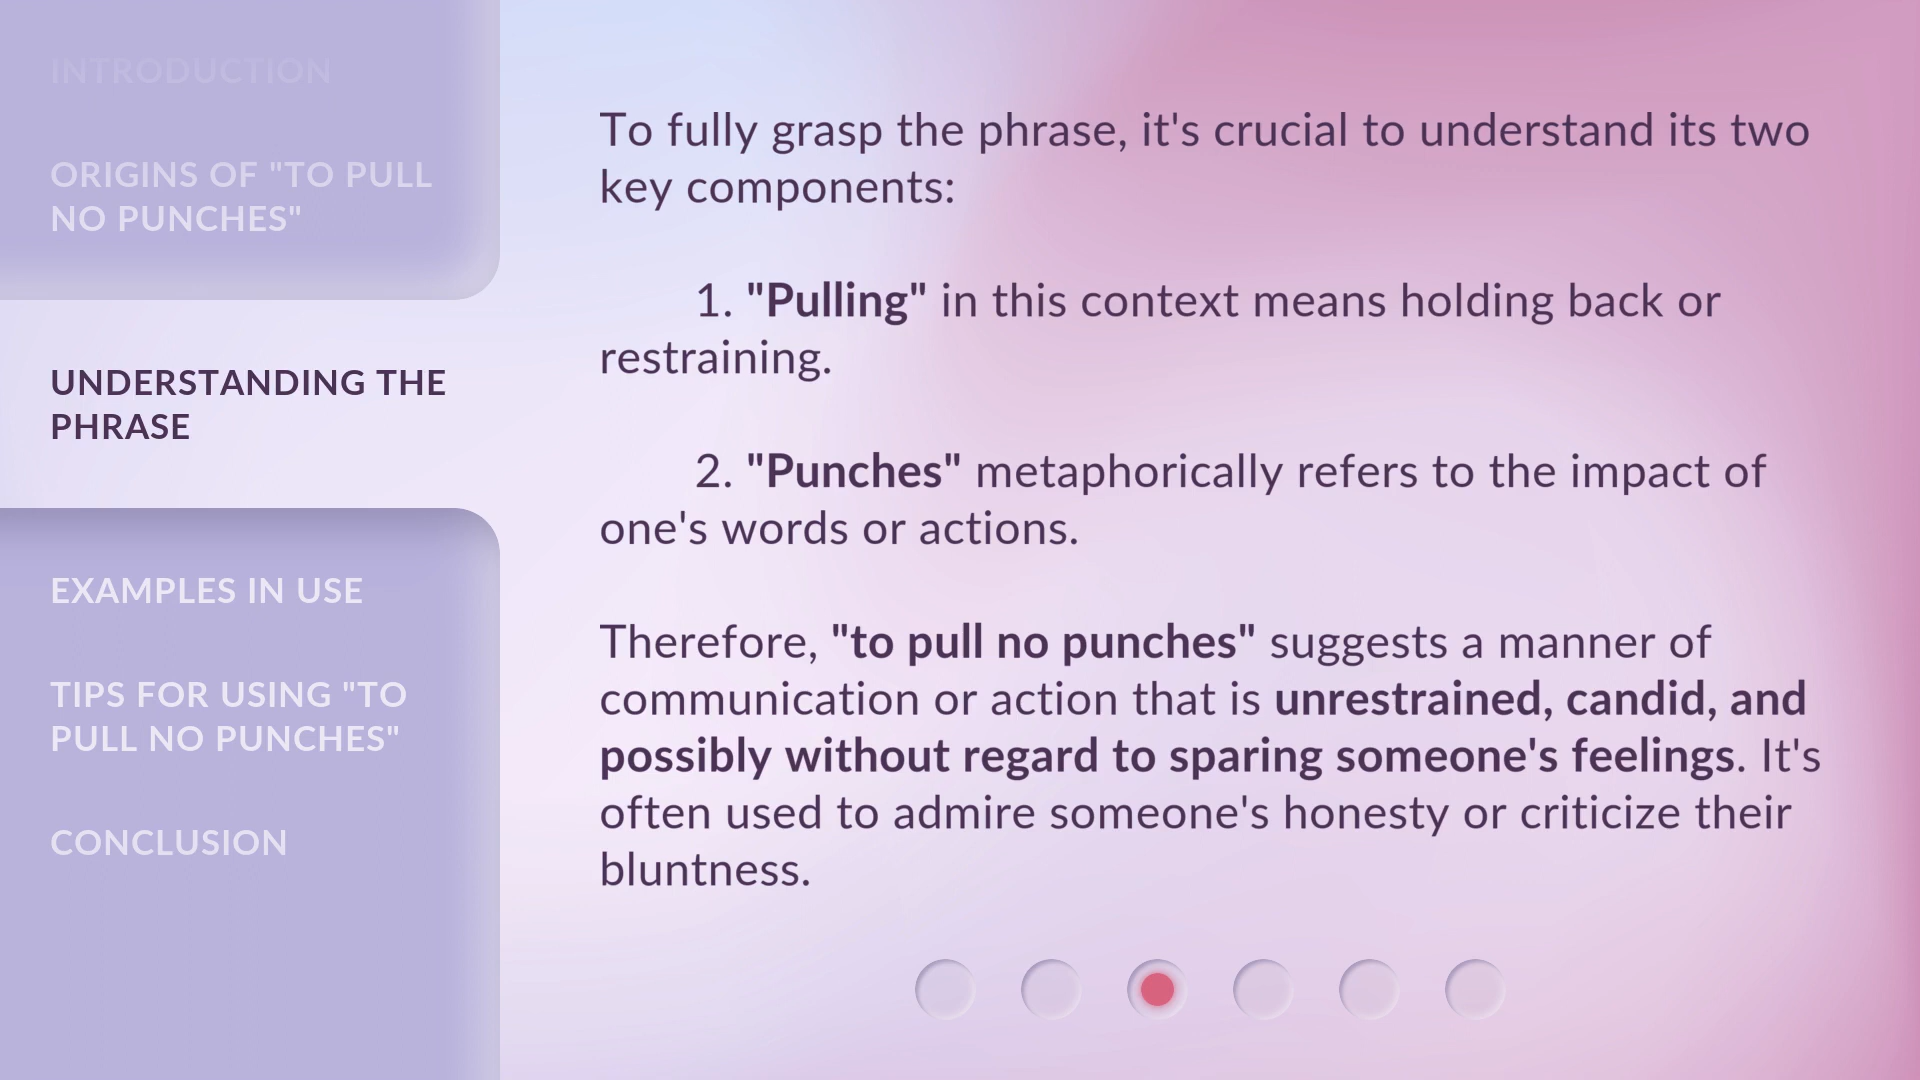 INTRODUCTION
ORIGINS OF "TO PULL
NO PUNCHES"
UNDERSTANDING THE
PHRASE
EXAMPLES IN USE
TIPS FOR USING "TO
PULL NO PUNCHES"
CONCLUSION
To fully grasp the phrase, it's crucial to understand its two
key components:
1. "Pulling" in this context means holding back or
restraining.
2. "Punches" metaphorically refers to the impact of
one's words or actions.
Therefore, "to pull no punches" suggests a manner of
communication or action that is unrestrained, candid, and
possibly without regard to sparing someone's feelings. It's
often used to admire someone's honesty or criticize their
bluntness.